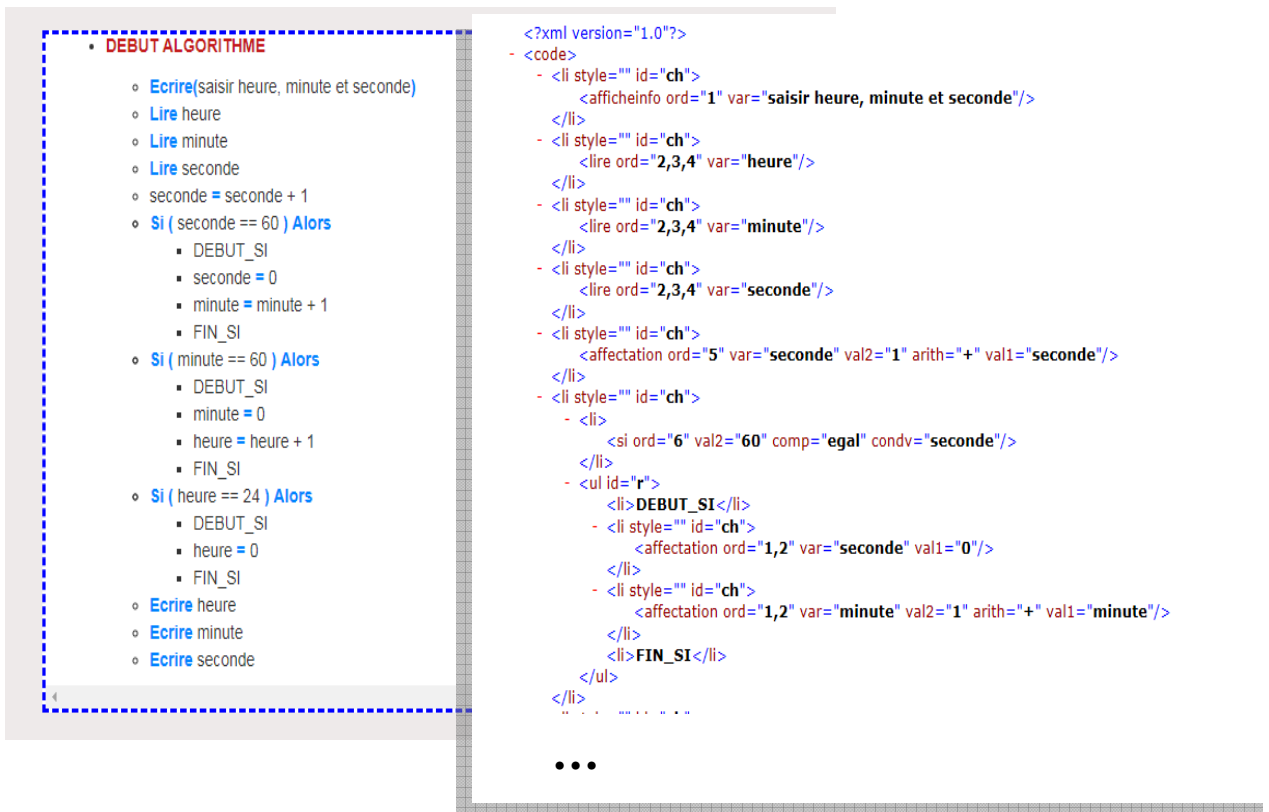 DEBUT ALGORITHME
Ecrire(saisir heure, minute et seconde)
Lire heure
Lire minute
Lire seconde
seconde = seconde + 1
Si ( seconde == 60 ) Alors
DEBUT_SI
seconde = 0
minute = minute + 1
FIN_SI
Si ( minute == 60 ) Alors
DEBUT_SI
minute = 0
heure = heure + 1
FIN_SI
Si ( heure == 24 ) Alors
DEBUT_SI
heure = 0
FIN_SI
Ecrire heure
Ecrire minute
Ecrire seconde
<?xml version="1.0"?>
- <code>
- <li style="" id="ch">
<afficheinfo ord="1" var="saisir heure, minute et seconde"/>
</li>
- <li style="" id="ch">
<lire ord="2,3,4" var="heure"/>
</li>
- <li style="" id="ch">
<lire ord="2,3,4" var="minute"/>
</li>
- <li style="" id="ch">
<lire ord="2,3,4" var="seconde"/>
</li>
- <li style="" id="ch">
<affectation ord="5" var="seconde" val2="1" arith="+" val1="seconde"/>
</li>
- <li style="" id="ch">
- <li>
<si ord="6" val2="60" comp="egal" condv="seconde"/>
</li>
- <ul id="r">
<li>DEBUT_SI</li>
- <li style="" id="ch">
<affectation ord="1,2" var="seconde" val1="0"/>
</li>
- <li style="" id="ch">
<affectation ord="1,2" var="minute" val2="1" arith="+" val1="minute"/>
</li>
<li>FIN_SI</li>
</ul>
</li>
...